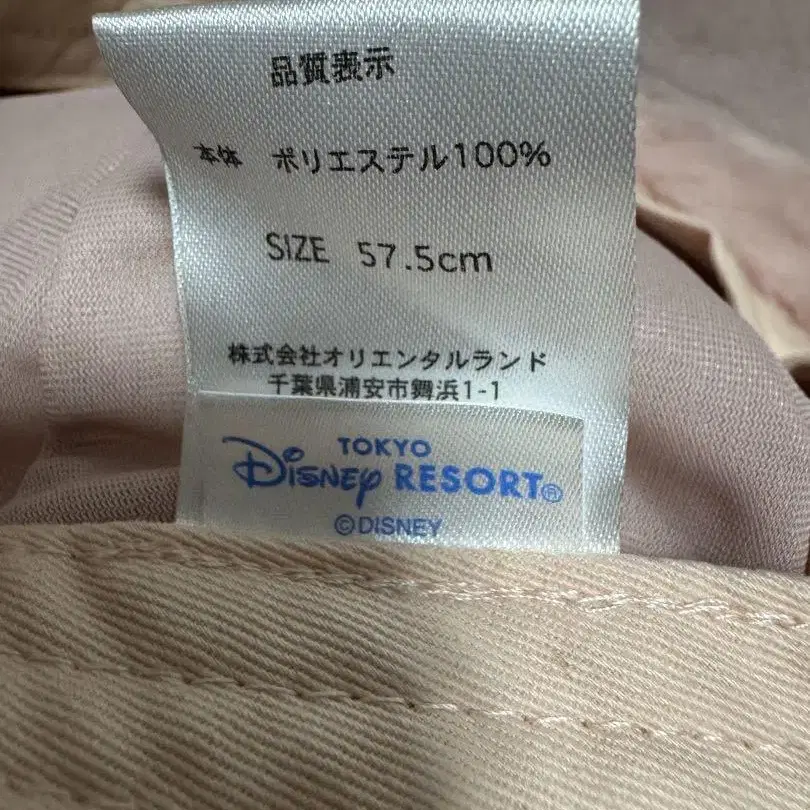 品質表示
本体 ポリエステル100%
SIZE 57.5cm
株式会社オリエンタルランド
千葉県浦安市舞浜1-1
TOKYO
Disney RESORT®
©DISNEY